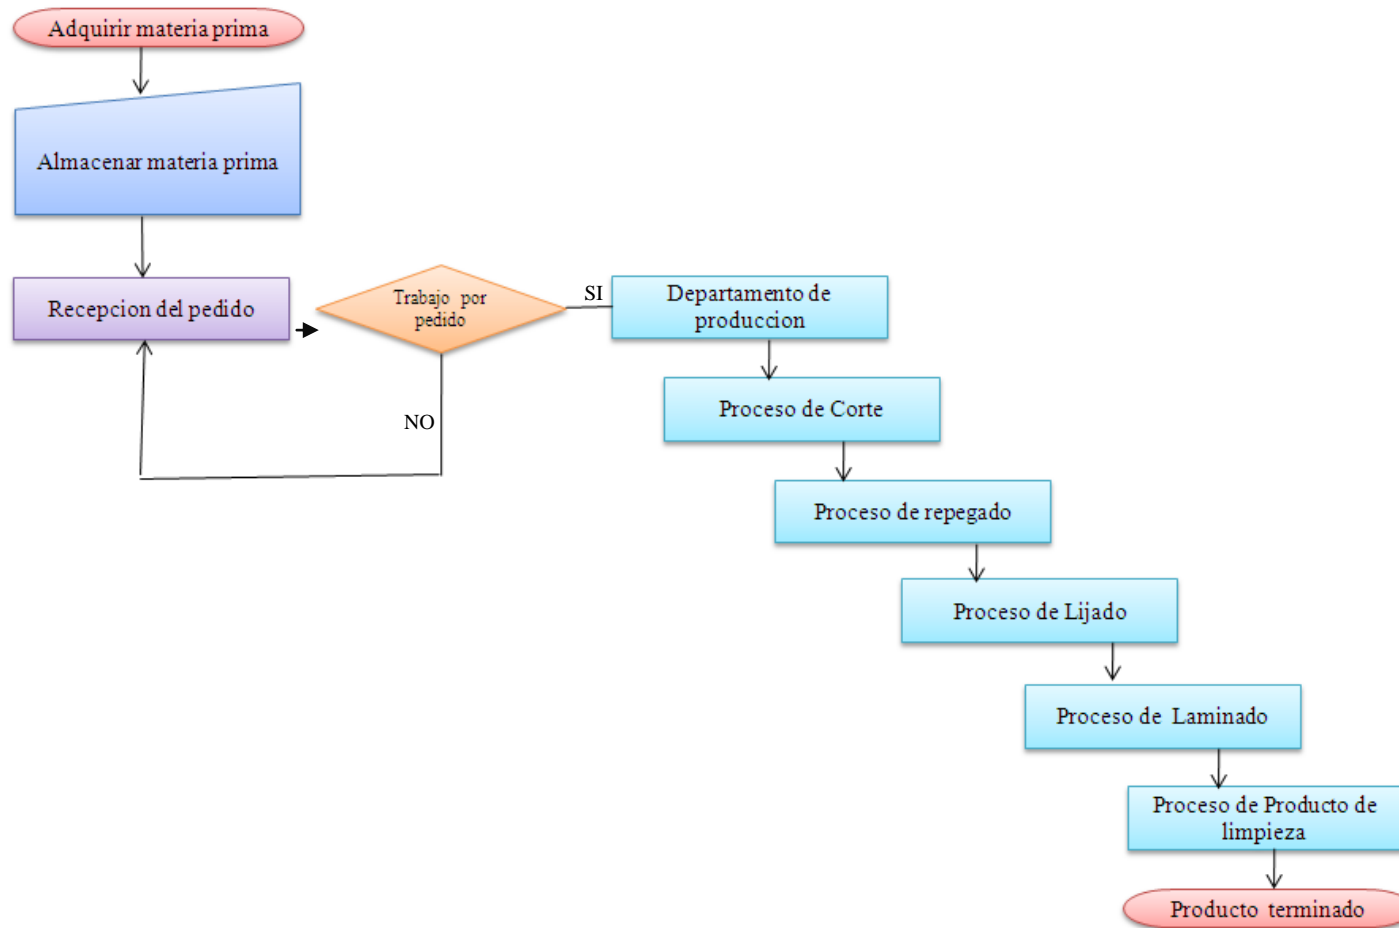 Adquirir materia prima
Almacenar materia prima
Recepcion del pedido
Trabajo por
pedido
SI
Departamento de
produccion
NO
Proceso de Corte
Proceso de repegado
Proceso de Lijado
Proceso de Laminado
Proceso de Producto de
limpieza
Producto terminado